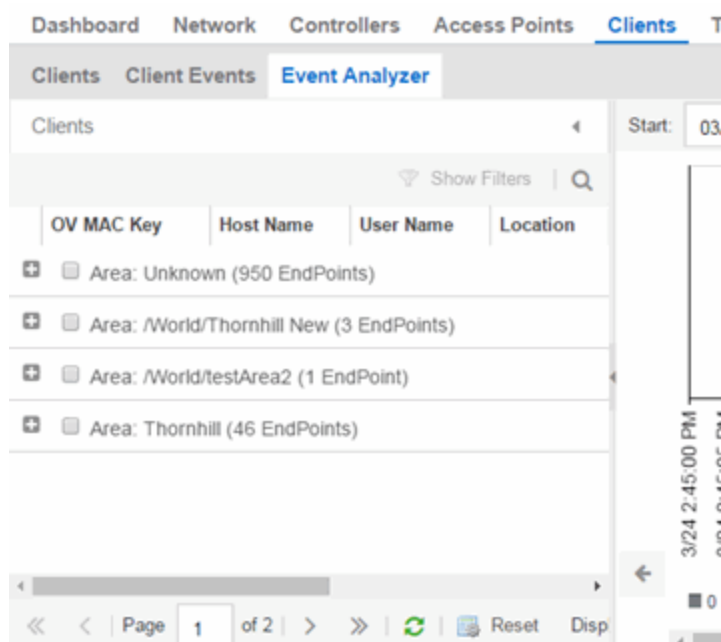 Dashboard Network Controllers Access Points Clients T
Clients Client Events Event Analyzer
Clients
Start: 03/
Show Filters
OV MAC Key Host Name User Name Location
Area: Unknown (950 EndPoints)
Area: /World/Thornhill New (3 EndPoints)
Area: /World/testArea2 (1 EndPoint)
Area: Thornhill (46 EndPoints)
3/24 2:45:00 PM
0
Page 1 of 2 Reset Disp